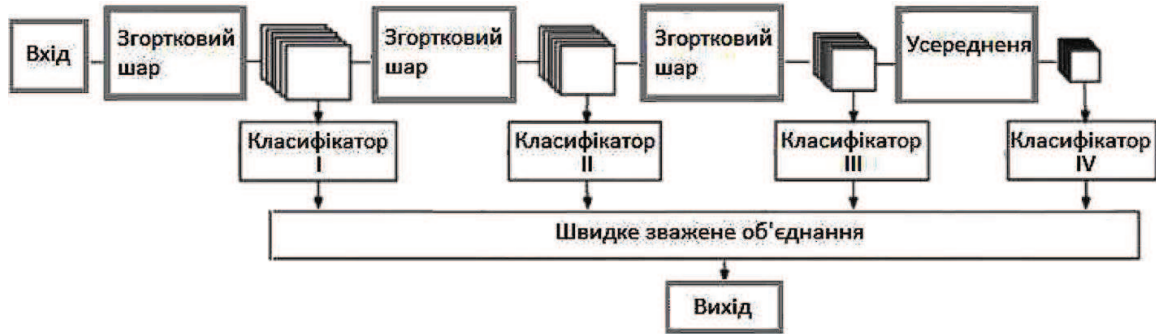 Вхід
Згортковий
шар
Згортковий
шар
Згортковий
шар
Усередненя
Класифікатор
I
Класифікатор
II
Класифікатор
III
Класифікатор
IV
Швидке зважене об'єднання
Вихід